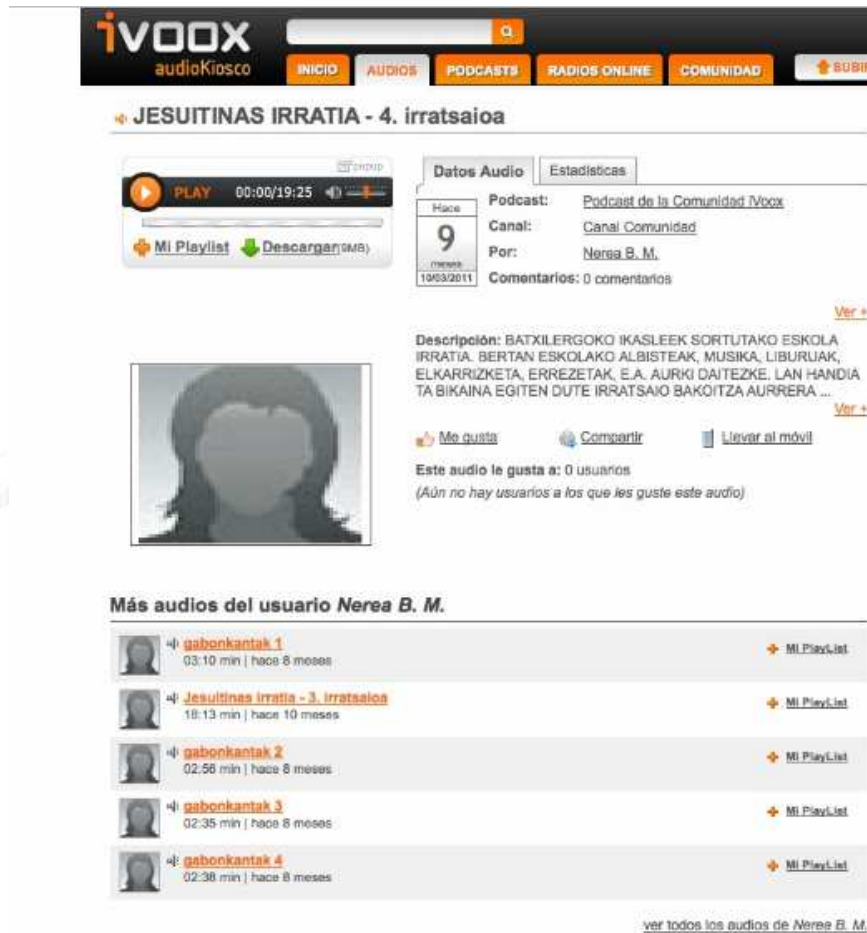 ivoox
audioKiosco
INICIO AUDIOS PODCASTS RADIOS ONLINE COMUNIDAD SUBIR
JESUITINAS IRRATIA - 4. irratsaioa
PLAY 00:00/19:25
Mi Playlist Descargar(9MB)
Datos Audio Estadísticas
Hace
9
meses
10/03/2011
Podcast: Podcast de la Comunidad iVoox
Canal: Canal Comunidad
Por: Nerea B. M.
Comentarios: 0 comentarios
Ver +
Descripción: BATXILERGOKO IKASLEEK SORTUTAKO ESKOLA
IRRATIA. BERTAN ESKOLAKO ALBISTEAK, MUSIKA, LIBURUAK,
ELKARRIZKETA, ERREZETAK, E.A. AURKI DAITEZKE. LAN HANDIA
TA BIKAINA EGITEN DUTE IRRATSAIO BAKOITZA AURRERA ...
Ver +
Me gusta Compartir Llevar al móvil
Este audio le gusta a: 0 usuarios
(Aún no hay usuarios a los que les guste este audio)
Más audios del usuario Nerea B. M.
gabonkantak 1
03:10 min | hace 8 meses
Mi PlayList
Jesuitinas irratia - 3. irratsaioa
18:13 min | hace 10 meses
Mi PlayList
gabonkantak 2
02:56 min | hace 8 meses
Mi PlayList
gabonkantak 3
02:35 min | hace 8 meses
Mi PlayList
gabonkantak 4
02:38 min | hace 8 meses
Mi PlayList
ver todos los audios de Nerea B. M.